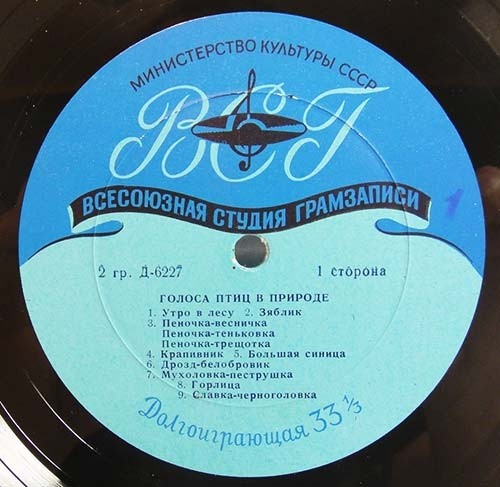 МИНИСТЕРСТВО КУЛЬТУРЫ СССР
ВСГ
ВСЕСОЮЗНАЯ СТУДИЯ ГРАМЗАПИСИ
1
2 гр. Д-6227 1 сторона
ГОЛОСА ПТИЦ В ПРИРОДЕ
1. Утро в лесу 2. Зяблик
3. Пеночка-весничка
Пеночка-теньковка
Пеночка-трещотка
4. Крапивник 5. Большая синица
6. Дрозд-белобровик
7. Мухоловка-пеструшка
8. Горлица
9. Славка-черноголовка
Долгоиграющая 33 1/3